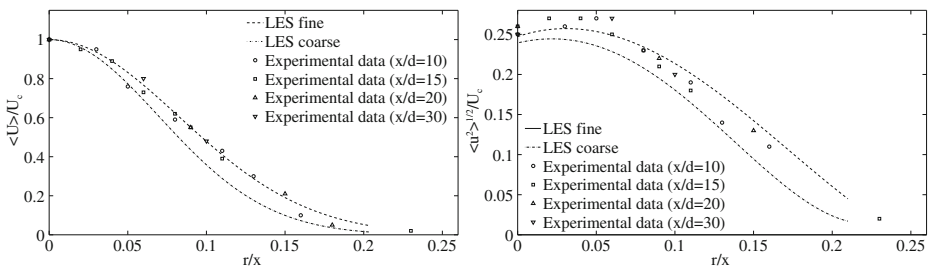 1
0.8
0.6
0.4
0.2
0
0
0.05
0.1
0.15
0.2
0.25
r/x
<U>/U_c
LES fine
LES coarse
Experimental data (x/d=10)
Experimental data (x/d=15)
Experimental data (x/d=20)
Experimental data (x/d=30)
0.25
0.2
0.15
0.1
0.05
0
0
0.05
0.1
0.15
0.2
0.25
r/x
<u²>^1/2/U_c
LES fine
LES coarse
Experimental data (x/d=10)
Experimental data (x/d=15)
Experimental data (x/d=20)
Experimental data (x/d=30)